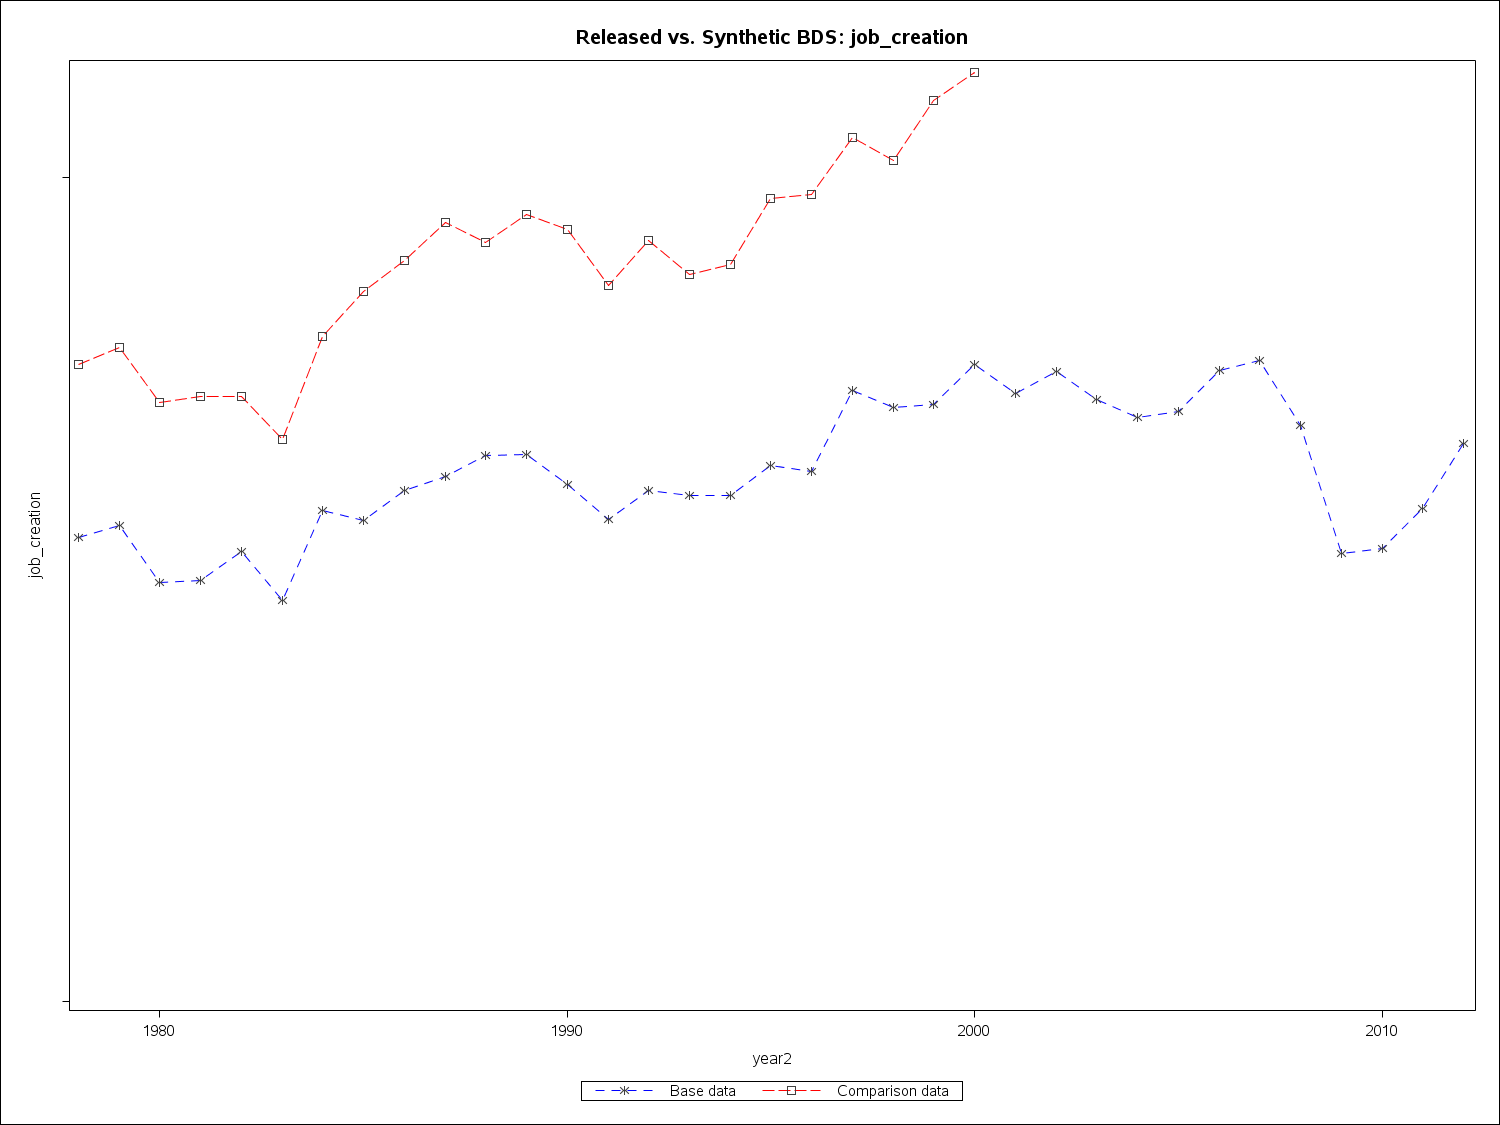 Released vs. Synthetic BDS: job_creation
job_creation
1980 1990 2000 2010
year2
Base data Comparison data